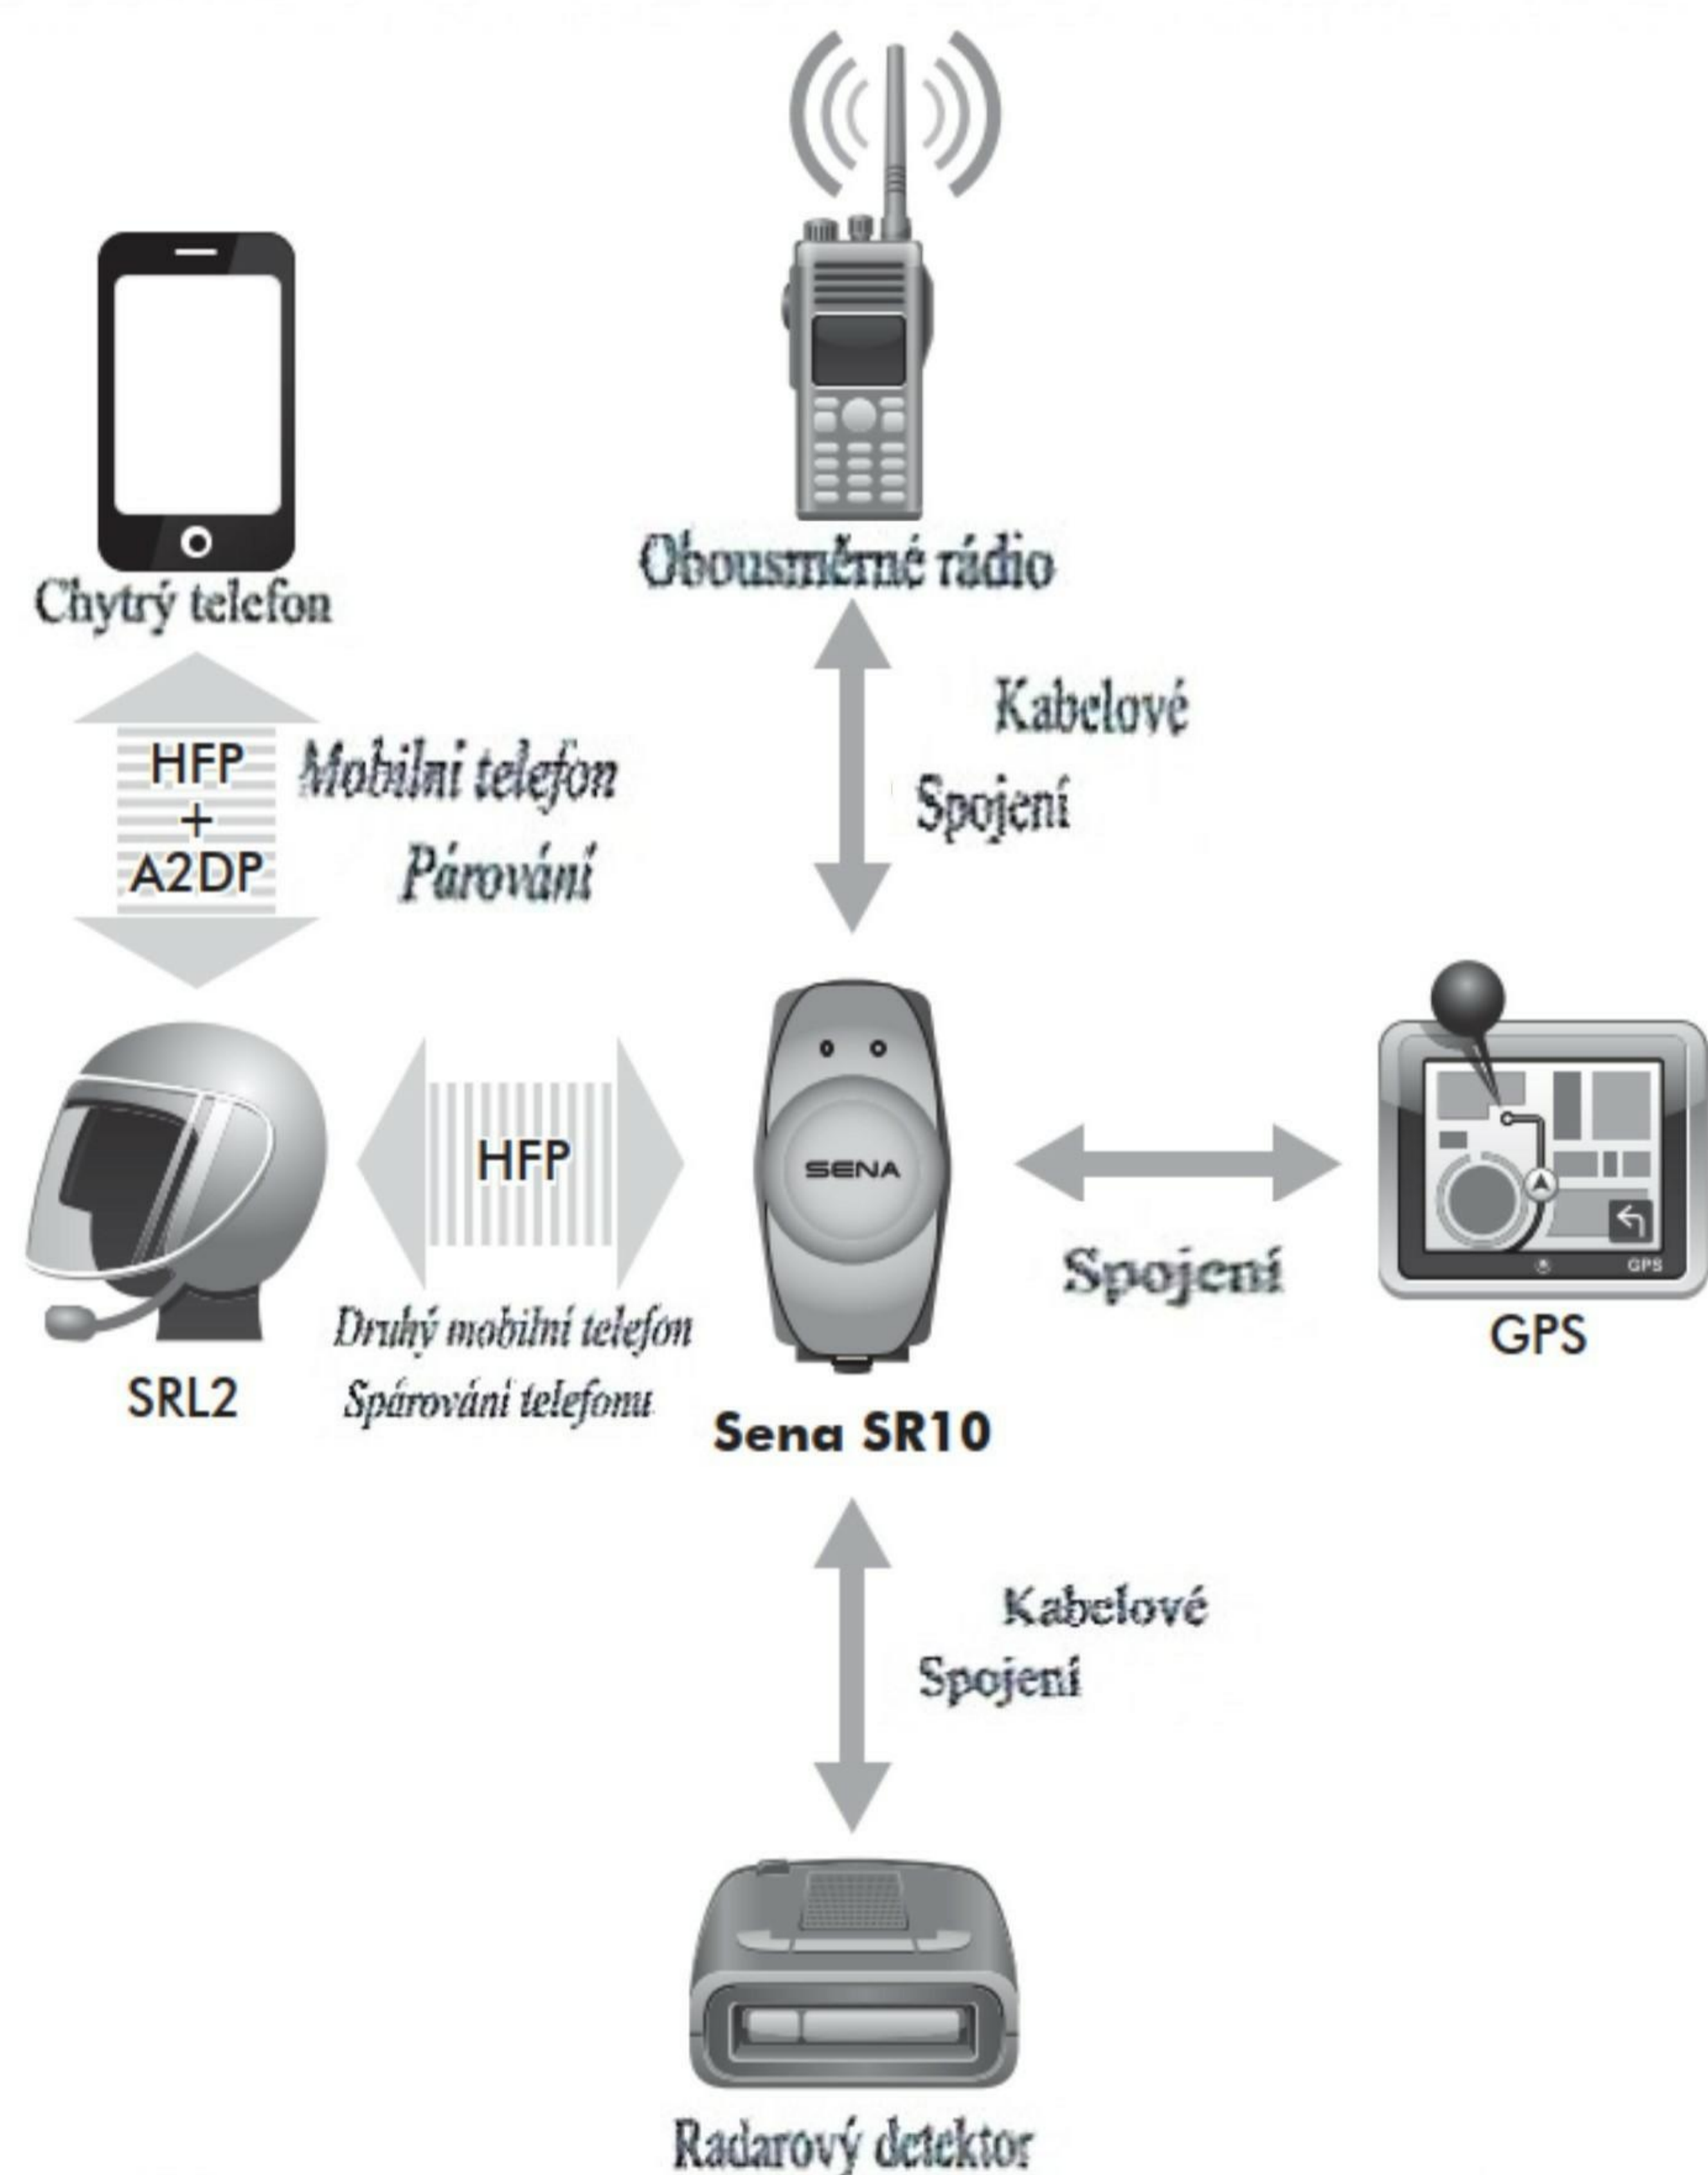 Obousměrné rádio
Chytrý telefon
Kabelové
Spojení
HFP
+
A2DP
Mobilni telefon
Párování
SENA
HFP
GPS
Spojení
GPS
Druhý mobilní telefon
Spárování telefonu
SRL2
Sena SR10
Kabelové
Spojení
Radarový detektor